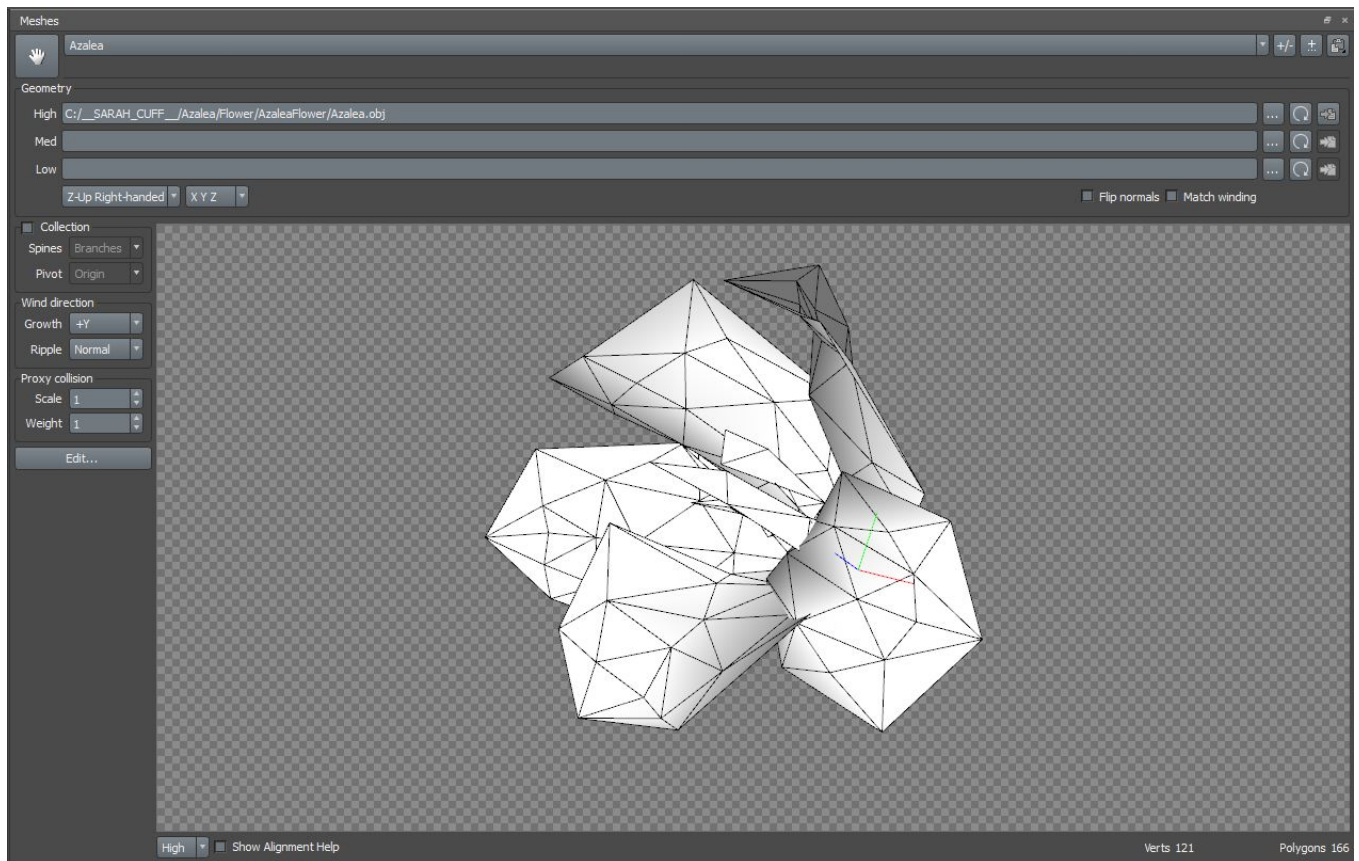 Meshes
Azalea
+/-
Geometry
High C:/__SARAH_CUFF__/Azalea/Flower/AzaleaFlower/Azalea.obj ...
Med ...
Low ...
Z-Up Right-handed X Y Z Flip normals Match winding
Collection
Spines Branches
Pivot Origin
Wind direction
Growth +Y
Ripple Normal
Proxy collision
Scale 1
Weight 1
Edit...
High Show Alignment Help Verts 121 Polygons 166